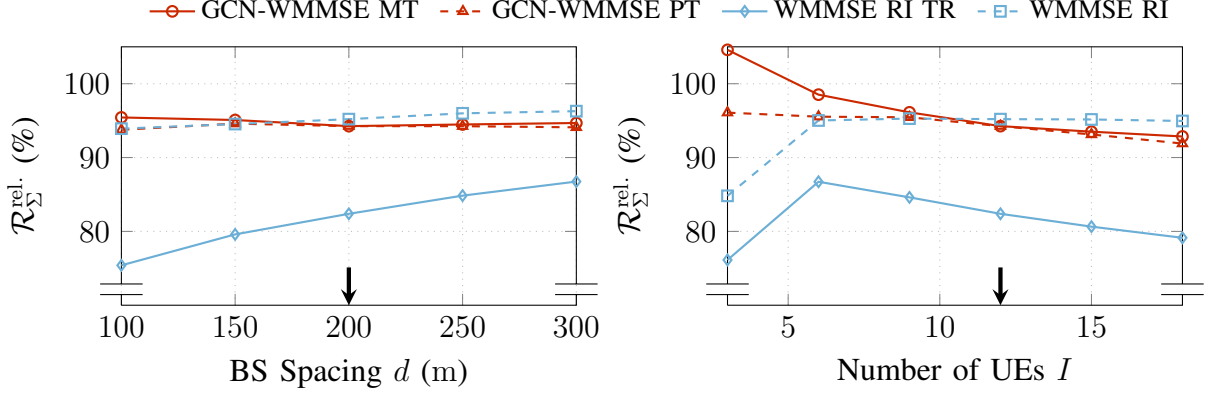 GCN-WMMSE MT GCN-WMMSE PT WMMSE RI TR WMMSE RI
100
90
80
100 150 200 250 300
BS Spacing d (m)
R_Σ^rel. (%)
100
90
80
5 10 15
Number of UEs I
R_Σ^rel. (%)